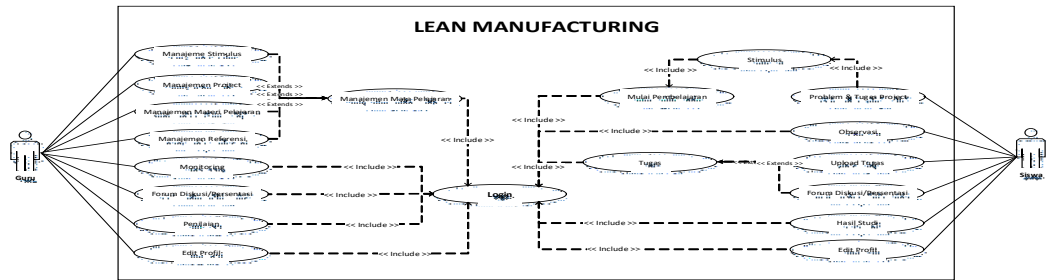 LEAN MANUFACTURING
Manajeme Stimulus
Manajemen Project
Manajemen Materi Pelajaran
Manajemen Referensi
Monitoring
Forum Diskusi/Persentasi
Penilaian
Edit Profil
Guru
<< Extends >>
<< Extends >>
<< Extends >>
Manajemen Mata Pelajaran
<< Include >>
<< Include >>
<< Include >>
<< Include >>
<< Include >>
Login
Stimulus
<< Include >>
Mulai Pembelajaran
<< Include >>
Problem & Tugas Project
<< Include >>
Observasi
<< Include >>
Tugas
<< Extends >>
Upload Tugas
Forum Diskusi/Persentasi
<< Include >>
Hasil Studi
<< Include >>
Edit Profil
Siswa